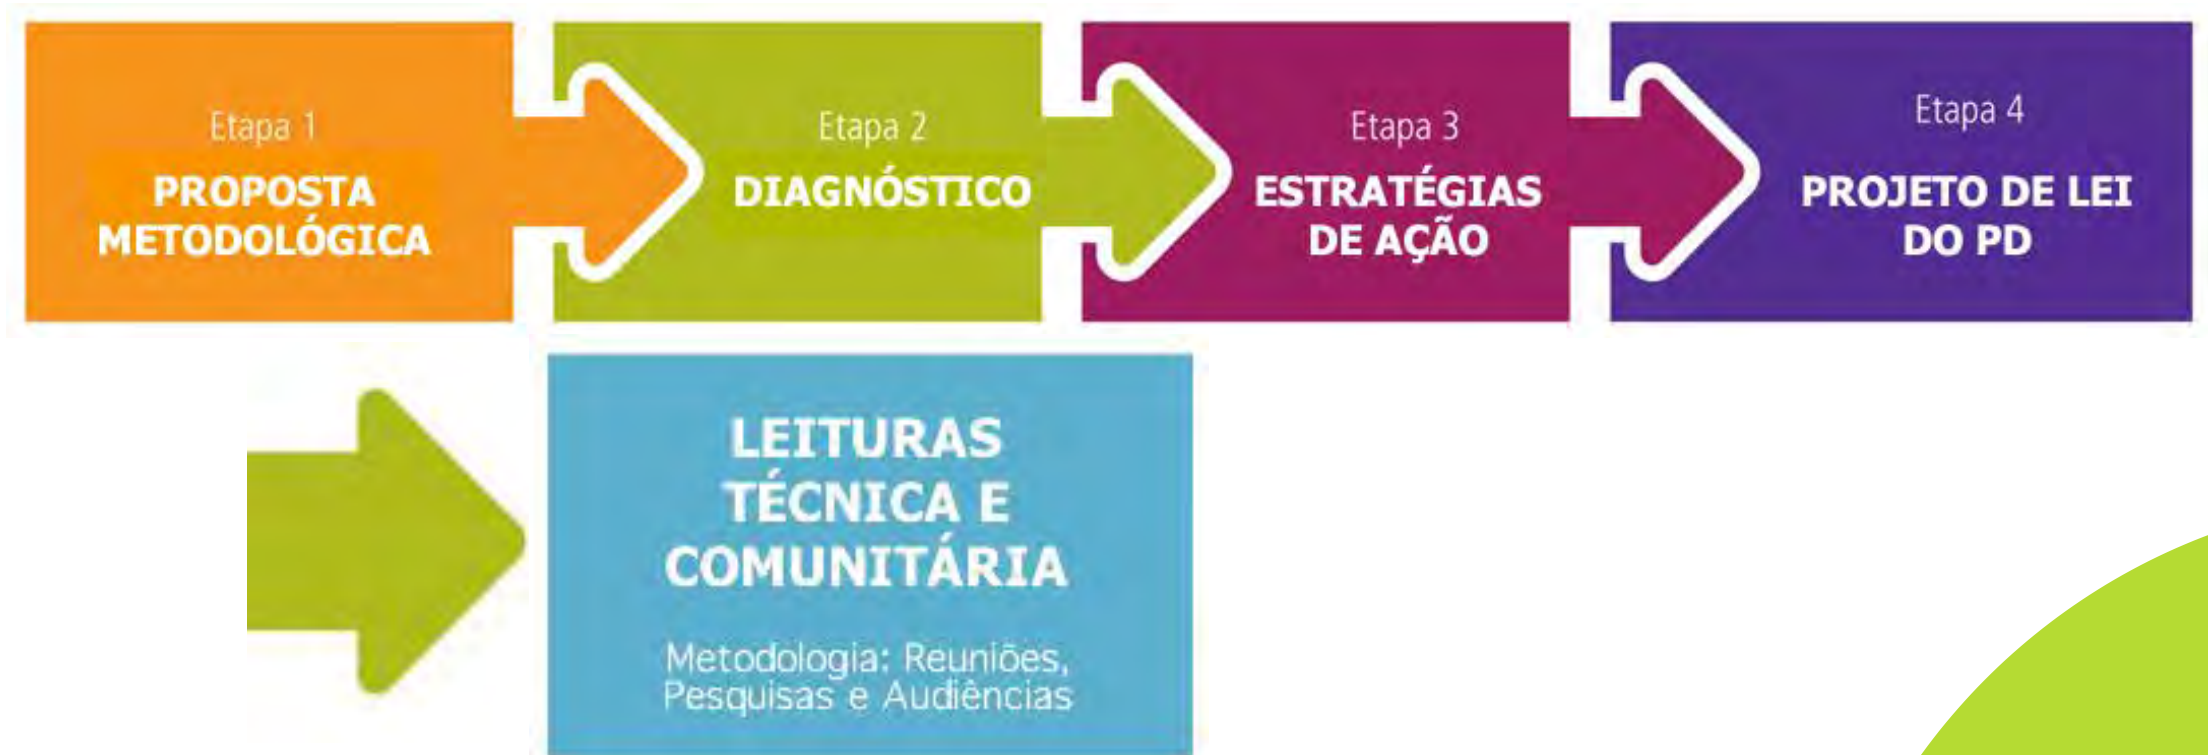 Etapa 1
PROPOSTA
METODOLÓGICA
Etapa 2
DIAGNÓSTICO
Etapa 3
ESTRATÉGIAS
DE AÇÃO
Etapa 4
PROJETO DE LEI
DO PD
LEITURAS
TÉCNICA E
COMUNITÁRIA
Metodologia: Reuniões,
Pesquisas e Audiências